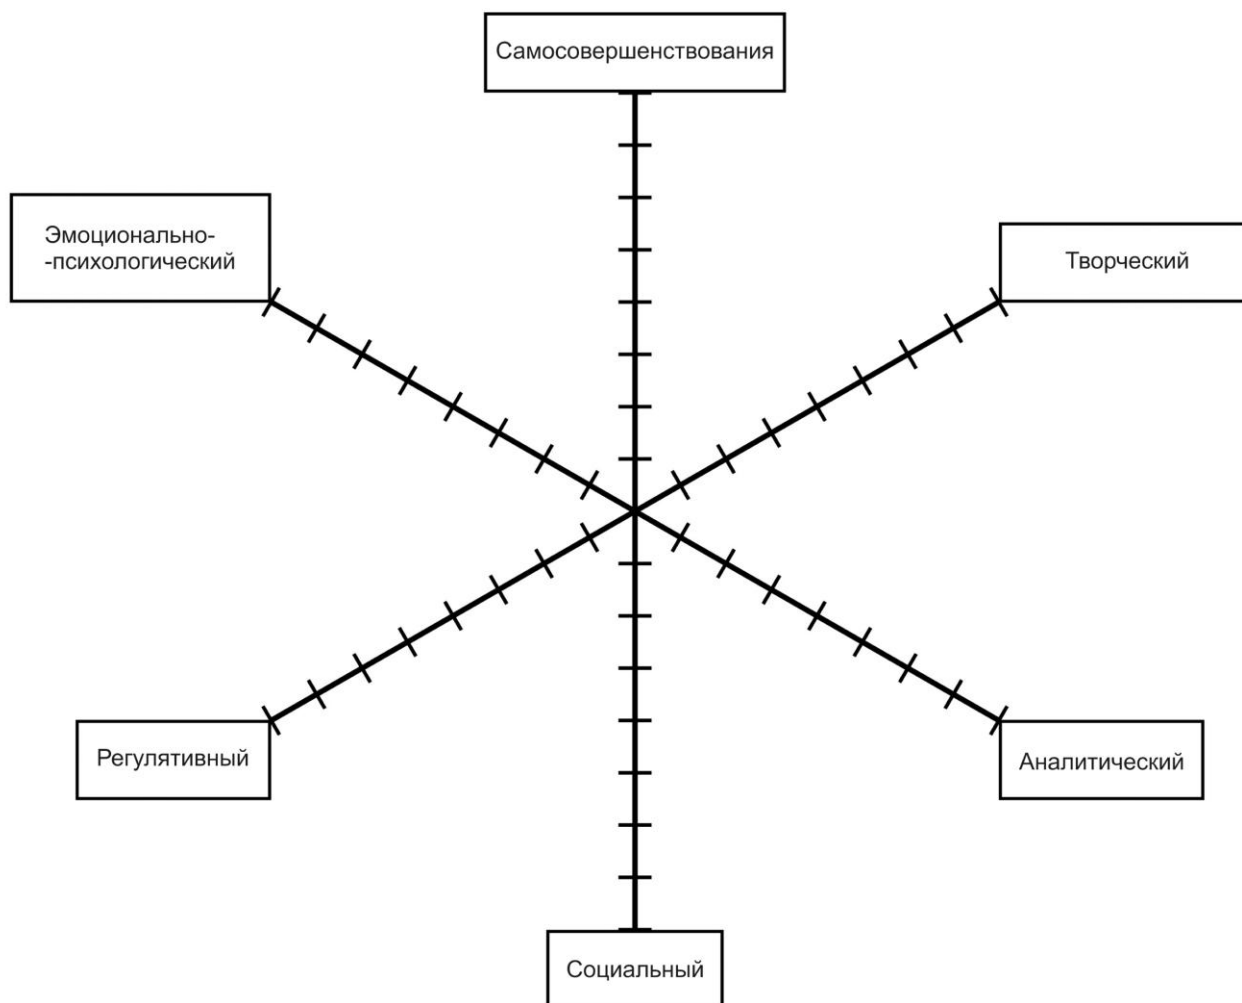 Самосовершенствования
Эмоционально-
-психологический
Творческий
Регулятивный
Аналитический
Социальный